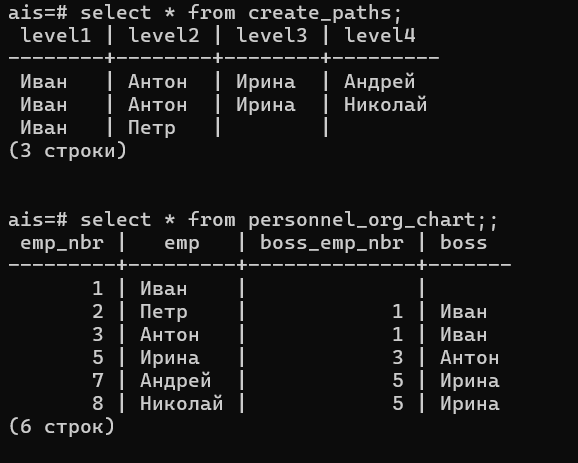 ais=# select * from create_paths;
 level1 | level2 | level3 | level4
--------+--------+--------+---------
 Иван   | Антон  | Ирина  | Андрей
 Иван   | Антон  | Ирина  | Николай
 Иван   | Петр   |        |
(3 строки)
ais=# select * from personnel_org_chart;;
 emp_nbr |   emp   | boss_emp_nbr | boss
---------+---------+--------------+-------
       1 | Иван    |              |
       2 | Петр    |            1 | Иван
       3 | Антон   |            1 | Иван
       5 | Ирина   |            3 | Антон
       7 | Андрей  |            5 | Ирина
       8 | Николай |            5 | Ирина
(6 строк)